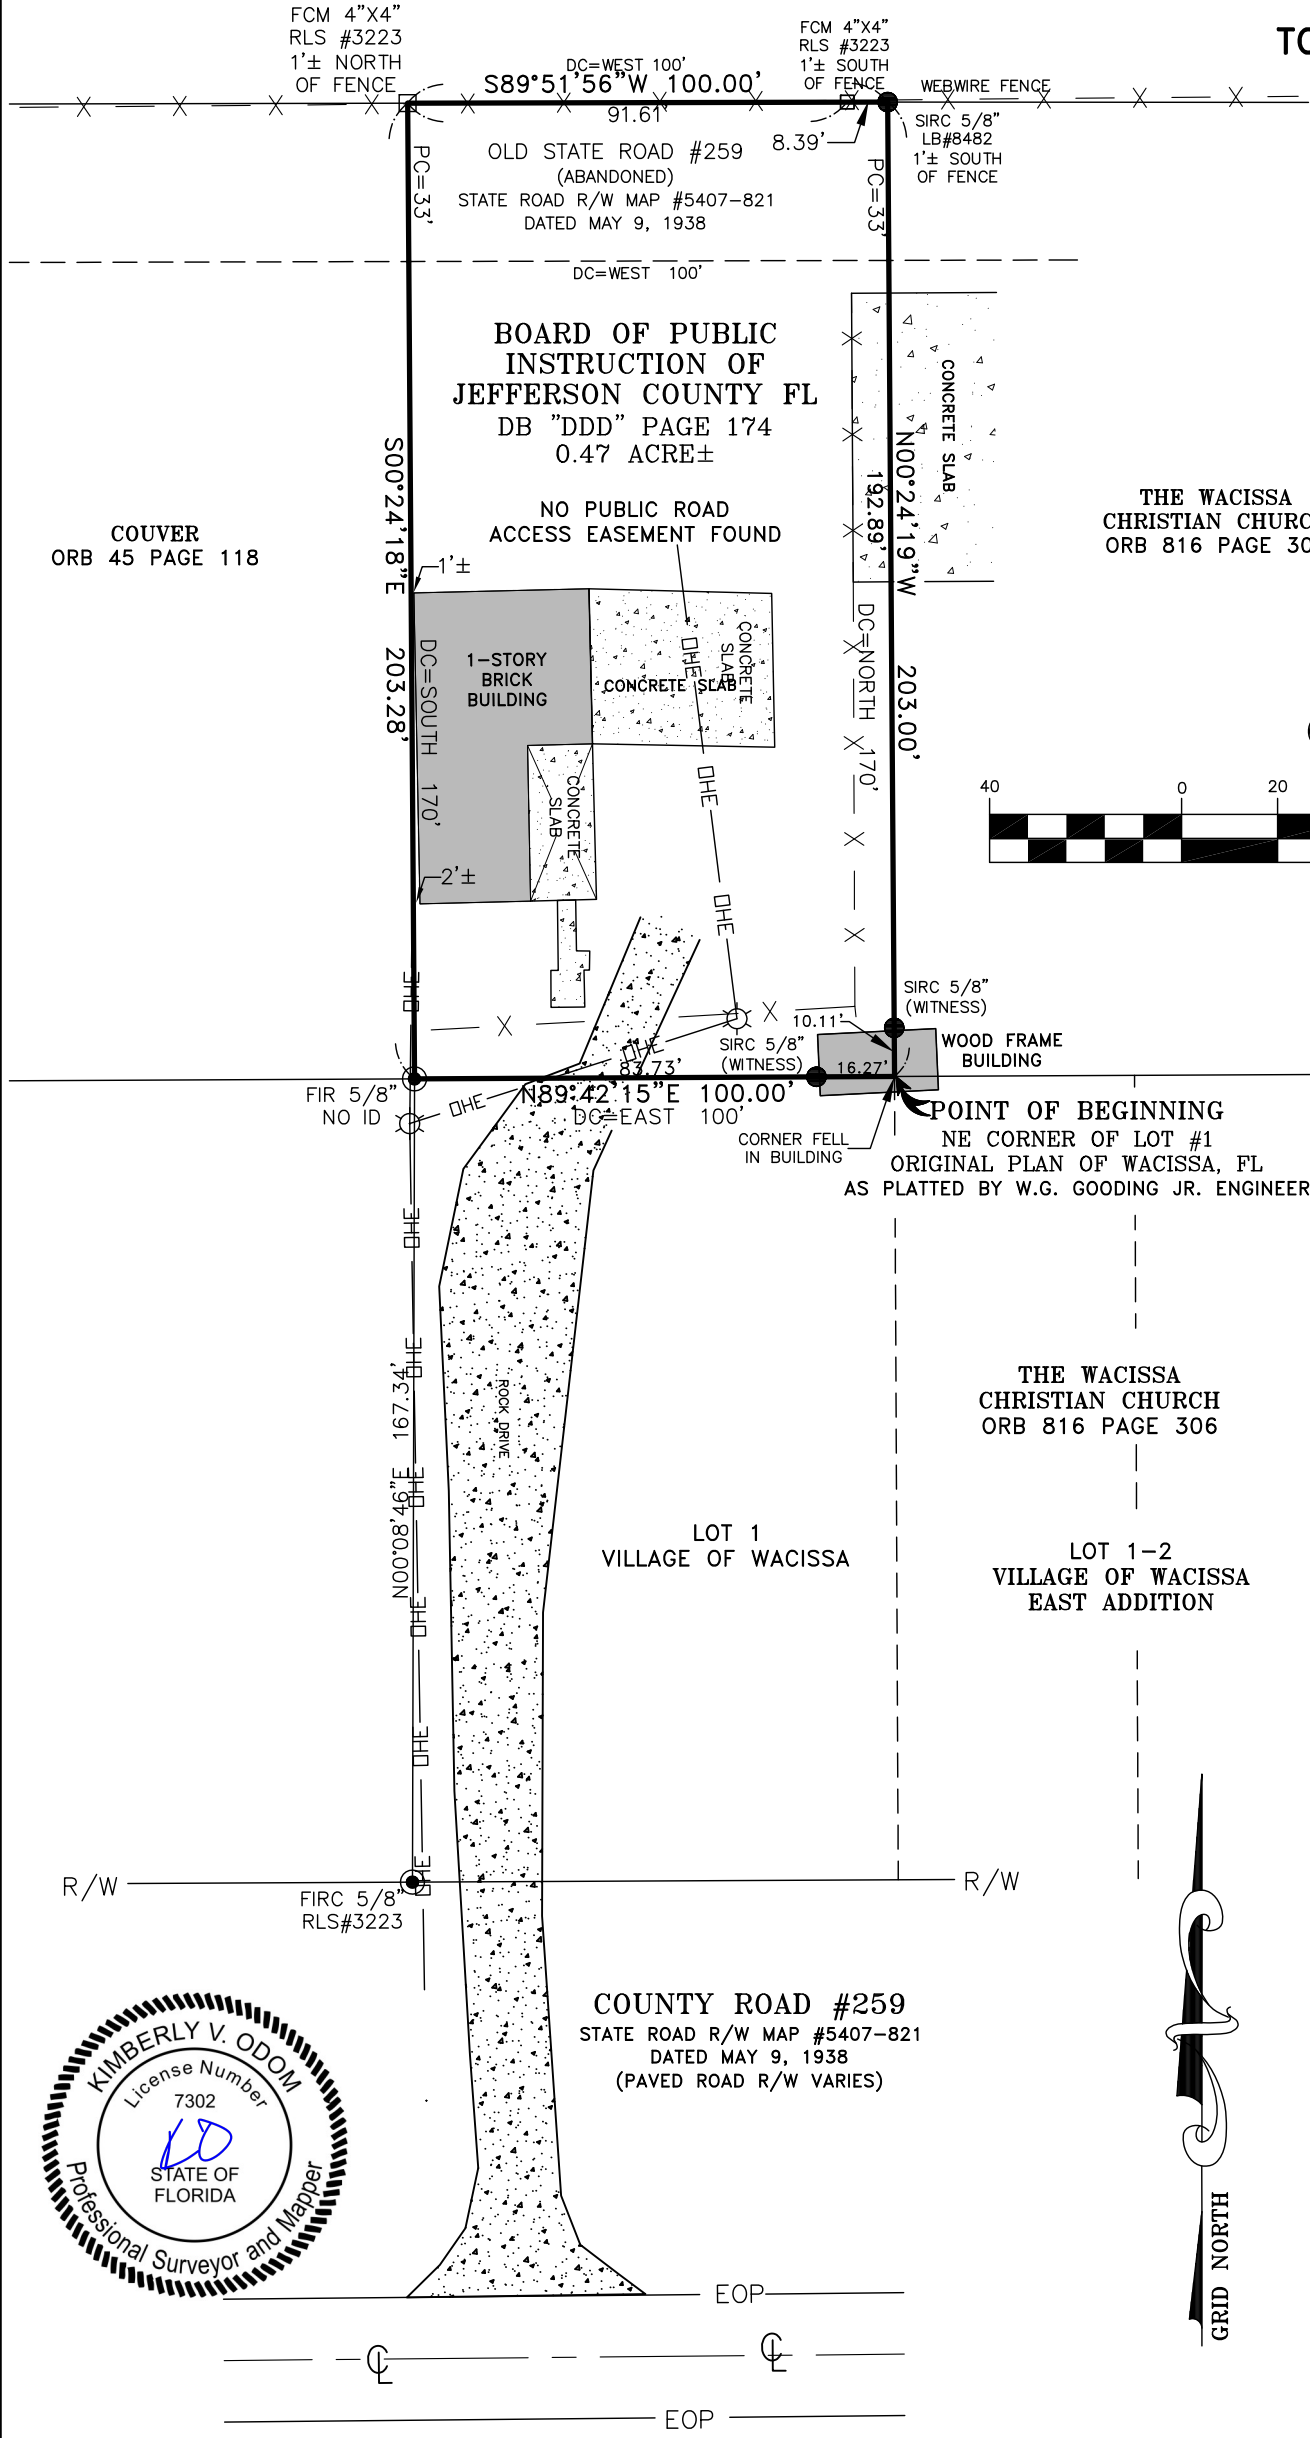 FCM 4"X4"
RLS #3223
1'± NORTH
OF FENCE
DC=WEST 100'
S89°51'56"W 100.00'
91.61'
FCM 4"X4"
RLS #3223
1'± SOUTH
OF FENCE
WEBWIRE FENCE
8.39'
SIRC 5/8"
LB#8482
1'± SOUTH
OF FENCE
PC=33'
PC=33'
OLD STATE ROAD #259
(ABANDONED)
STATE ROAD R/W MAP #5407-821
DATED MAY 9, 1938
DC=WEST 100'
BOARD OF PUBLIC
INSTRUCTION OF
JEFFERSON COUNTY FL
DB "DDD" PAGE 174
0.47 ACRE±
NO PUBLIC ROAD
ACCESS EASEMENT FOUND
COUVER
ORB 45 PAGE 118
S00°24'18"E 203.28'
DC=SOUTH 170'
1'±
2'±
1-STORY
BRICK
BUILDING
CONCRETE SLAB
CONCRETE
SLAB
CONCRETE
SLAB
CONCRETE SLAB
N00°24'19"W 203.00'
192.89'
DC=NORTH 170'
THE WACISSA
CHRISTIAN CHURC
ORB 816 PAGE 30
40 0 20
OHE
OHE
OHE
OHE
OHE
OHE
SIRC 5/8"
(WITNESS)
10.11'
WOOD FRAME
BUILDING
SIRC 5/8"
(WITNESS)
16.27'
83.73'
N89°42'15"E 100.00'
DC=EAST 100'
FIR 5/8"
NO ID
CORNER FELL
IN BUILDING
POINT OF BEGINNING
NE CORNER OF LOT #1
ORIGINAL PLAN OF WACISSA, FL
AS PLATTED BY W.G. GOODING JR. ENGINEER
OHE
OHE
OHE
OHE
OHE
OHE
N00°08'46"E 167.34'
ROCK DRIVE
THE WACISSA
CHRISTIAN CHURCH
ORB 816 PAGE 306
LOT 1
VILLAGE OF WACISSA
LOT 1-2
VILLAGE OF WACISSA
EAST ADDITION
R/W
R/W
FIRC 5/8"
RLS#3223
COUNTY ROAD #259
STATE ROAD R/W MAP #5407-821
DATED MAY 9, 1938
(PAVED ROAD R/W VARIES)
KIMBERLY V. ODOM
License Number
7302
STATE OF
FLORIDA
Professional Surveyor and Mapper
GRID NORTH
EOP
CL
CL
EOP